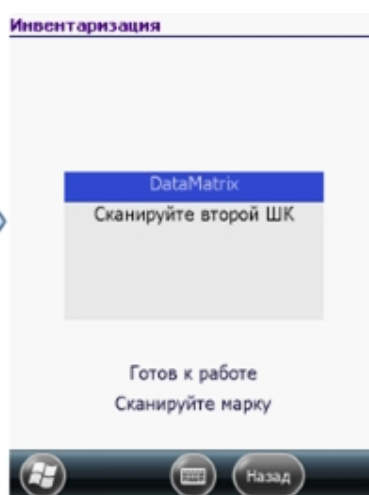 Инвентаризация
DataMatrix
Сканируйте второй ШК
Готов к работе
Сканируйте марку
Назад